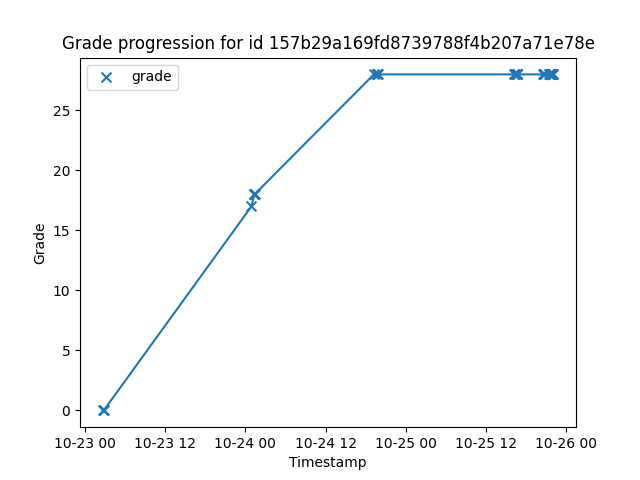 Grade progression for id 157b29a169fd8739788f4b207a71e78e
grade
25
20
15
10
5
0
Grade
10-23 00 10-23 12 10-24 00 10-24 12 10-25 00 10-25 12 10-26 00
Timestamp